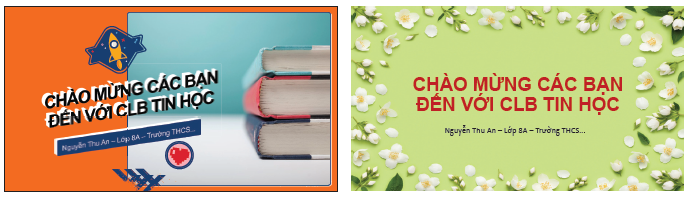 CHÀO MỪNG CÁC BẠN
ĐẾN VỚI CLB TIN HỌC
Nguyễn Thu An – Lớp 8A – Trường THCS...
CHÀO MỪNG CÁC BẠN
ĐẾN VỚI CLB TIN HỌC
Nguyễn Thu An – Lớp 8A – Trường THCS...